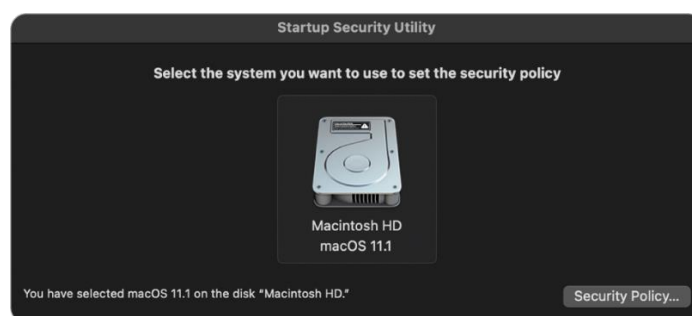 Startup Security Utility
Select the system you want to use to set the security policy
Macintosh HD
macOS 11.1
You have selected macOS 11.1 on the disk “Macintosh HD.”
Security Policy...